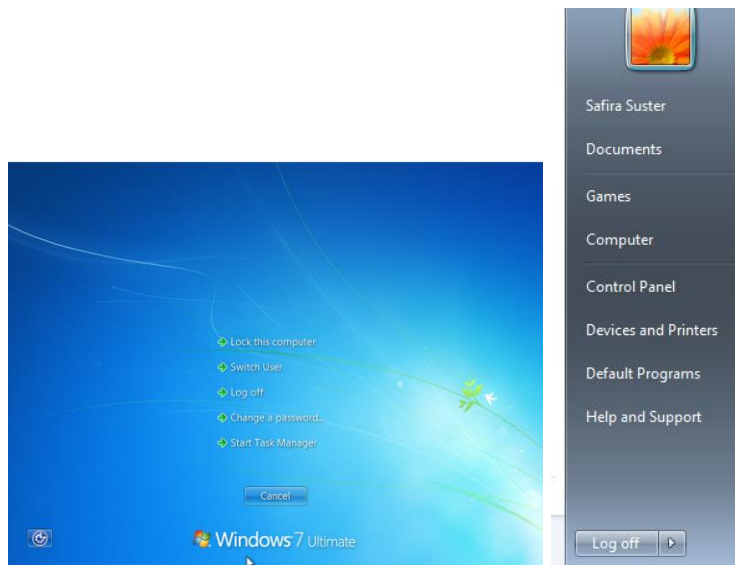 Lock this computer
Switch User
Log off
Change a password...
Start Task Manager
Cancel
Windows 7 Ultimate
Safira Suster
Documents
Games
Computer
Control Panel
Devices and Printers
Default Programs
Help and Support
Log off